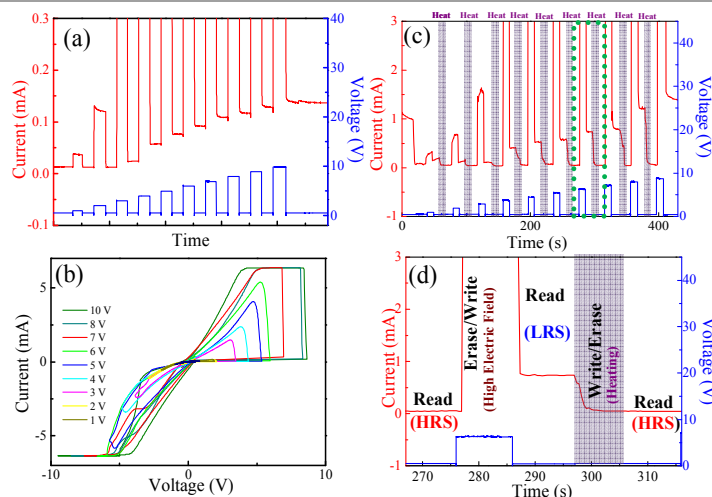 (a)
0.3
0.2
0.1
0.0
-0.1
Current (mA)
40
30
20
10
0
Voltage (V)
Time
Heat Heat Heat Heat Heat Heat Heat Heat Heat
(c)
3
2
1
0
-1
Current (mA)
40
30
20
10
0
Voltage (V)
0 200 400
Time (s)
(b)
5
0
-5
Current (mA)
10 V
8 V
7 V
6 V
5 V
4 V
3 V
2 V
1 V
-10 0 10
Voltage (V)
(d)
3
2
1
0
-1
Current (mA)
Read
(HRS)
Erase/Write
(High Electric Field)
Read
(LRS)
Write/Erase
(Heating)
Read
(HRS)
40
30
20
10
0
Voltage (V)
270 280 290 300 310
Time (s)